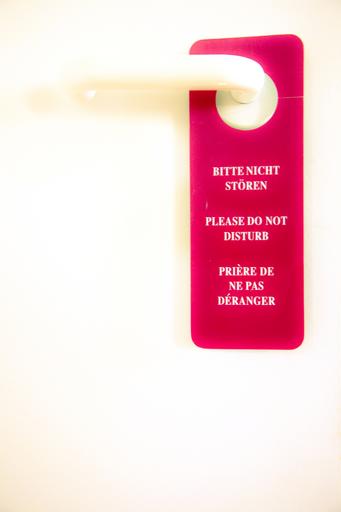 BITTE NICHT
STÖREN
PLEASE DO NOT
DISTURB
PRIÈRE DE
NE PAS
DÉRANGER